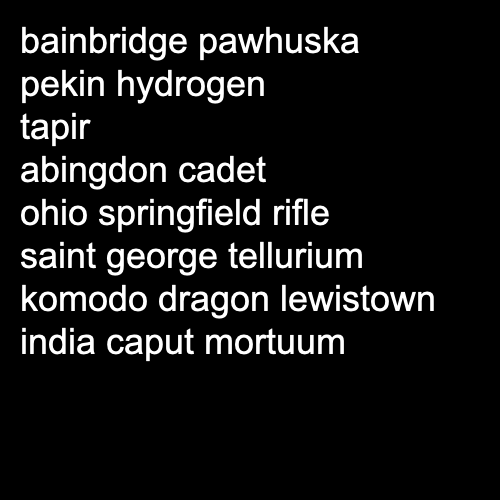 bainbridge pawhuska
pekin hydrogen
tapir
abingdon cadet
ohio springfield rifle
saint george tellurium
komodo dragon lewistown
india caput mortuum